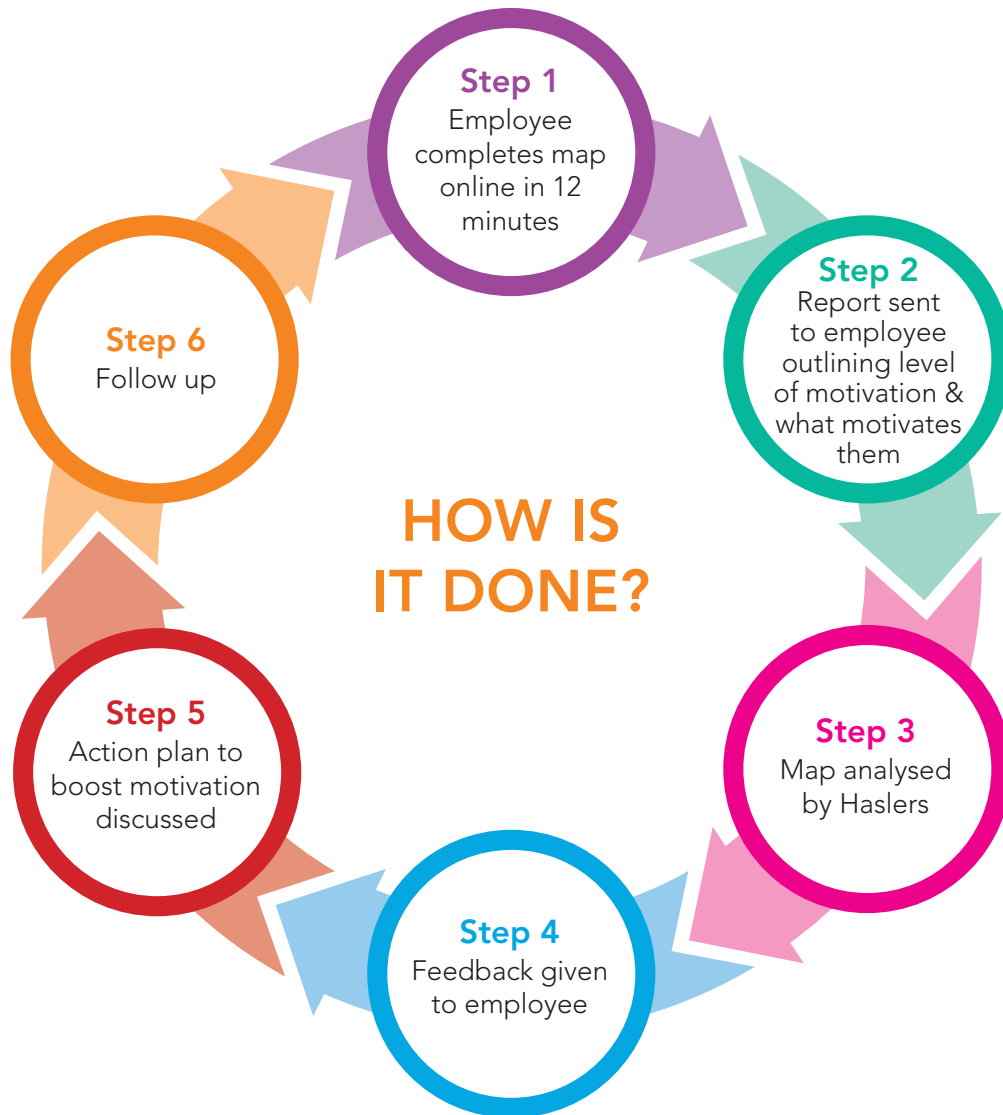 Step 1
Employee
completes map
online in 12
minutes
Step 2
Report sent
to employee
outlining level
of motivation &
what motivates
them
Step 3
Map analysed
by Haslers
Step 4
Feedback given
to employee
Step 5
Action plan to
boost motivation
discussed
Step 6
Follow up
HOW IS
IT DONE?